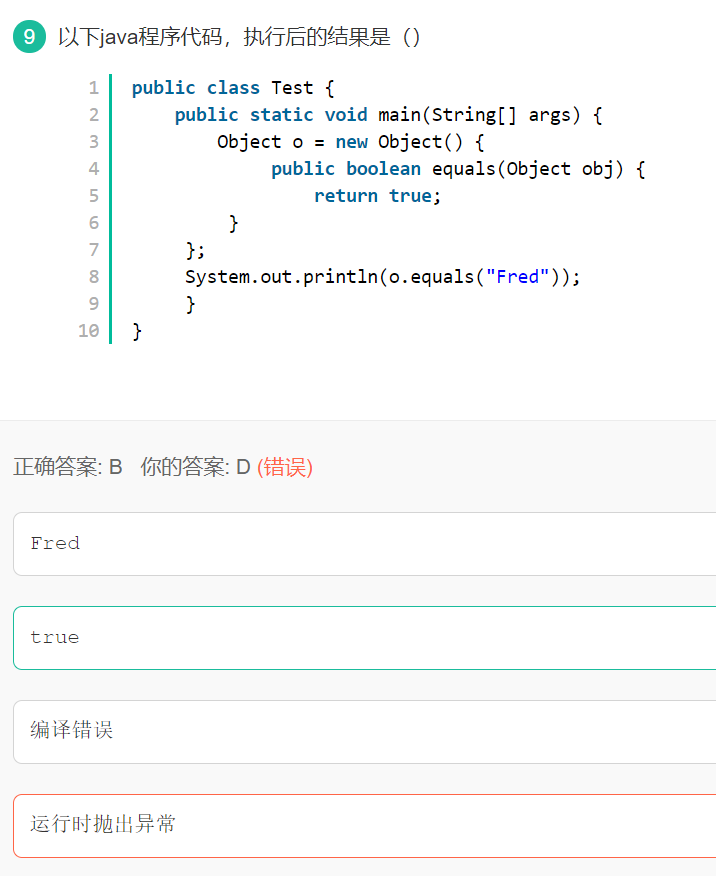 9 以下java程序代码，执行后的结果是（）
1 public class Test {
2 public static void main(String[] args) {
3 Object o = new Object() {
4 public boolean equals(Object obj) {
5 return true;
6 }
7 };
8 System.out.println(o.equals("Fred"));
9 }
10 }
正确答案: B 你的答案: D (错误)
Fred
true
编译错误
运行时抛出异常